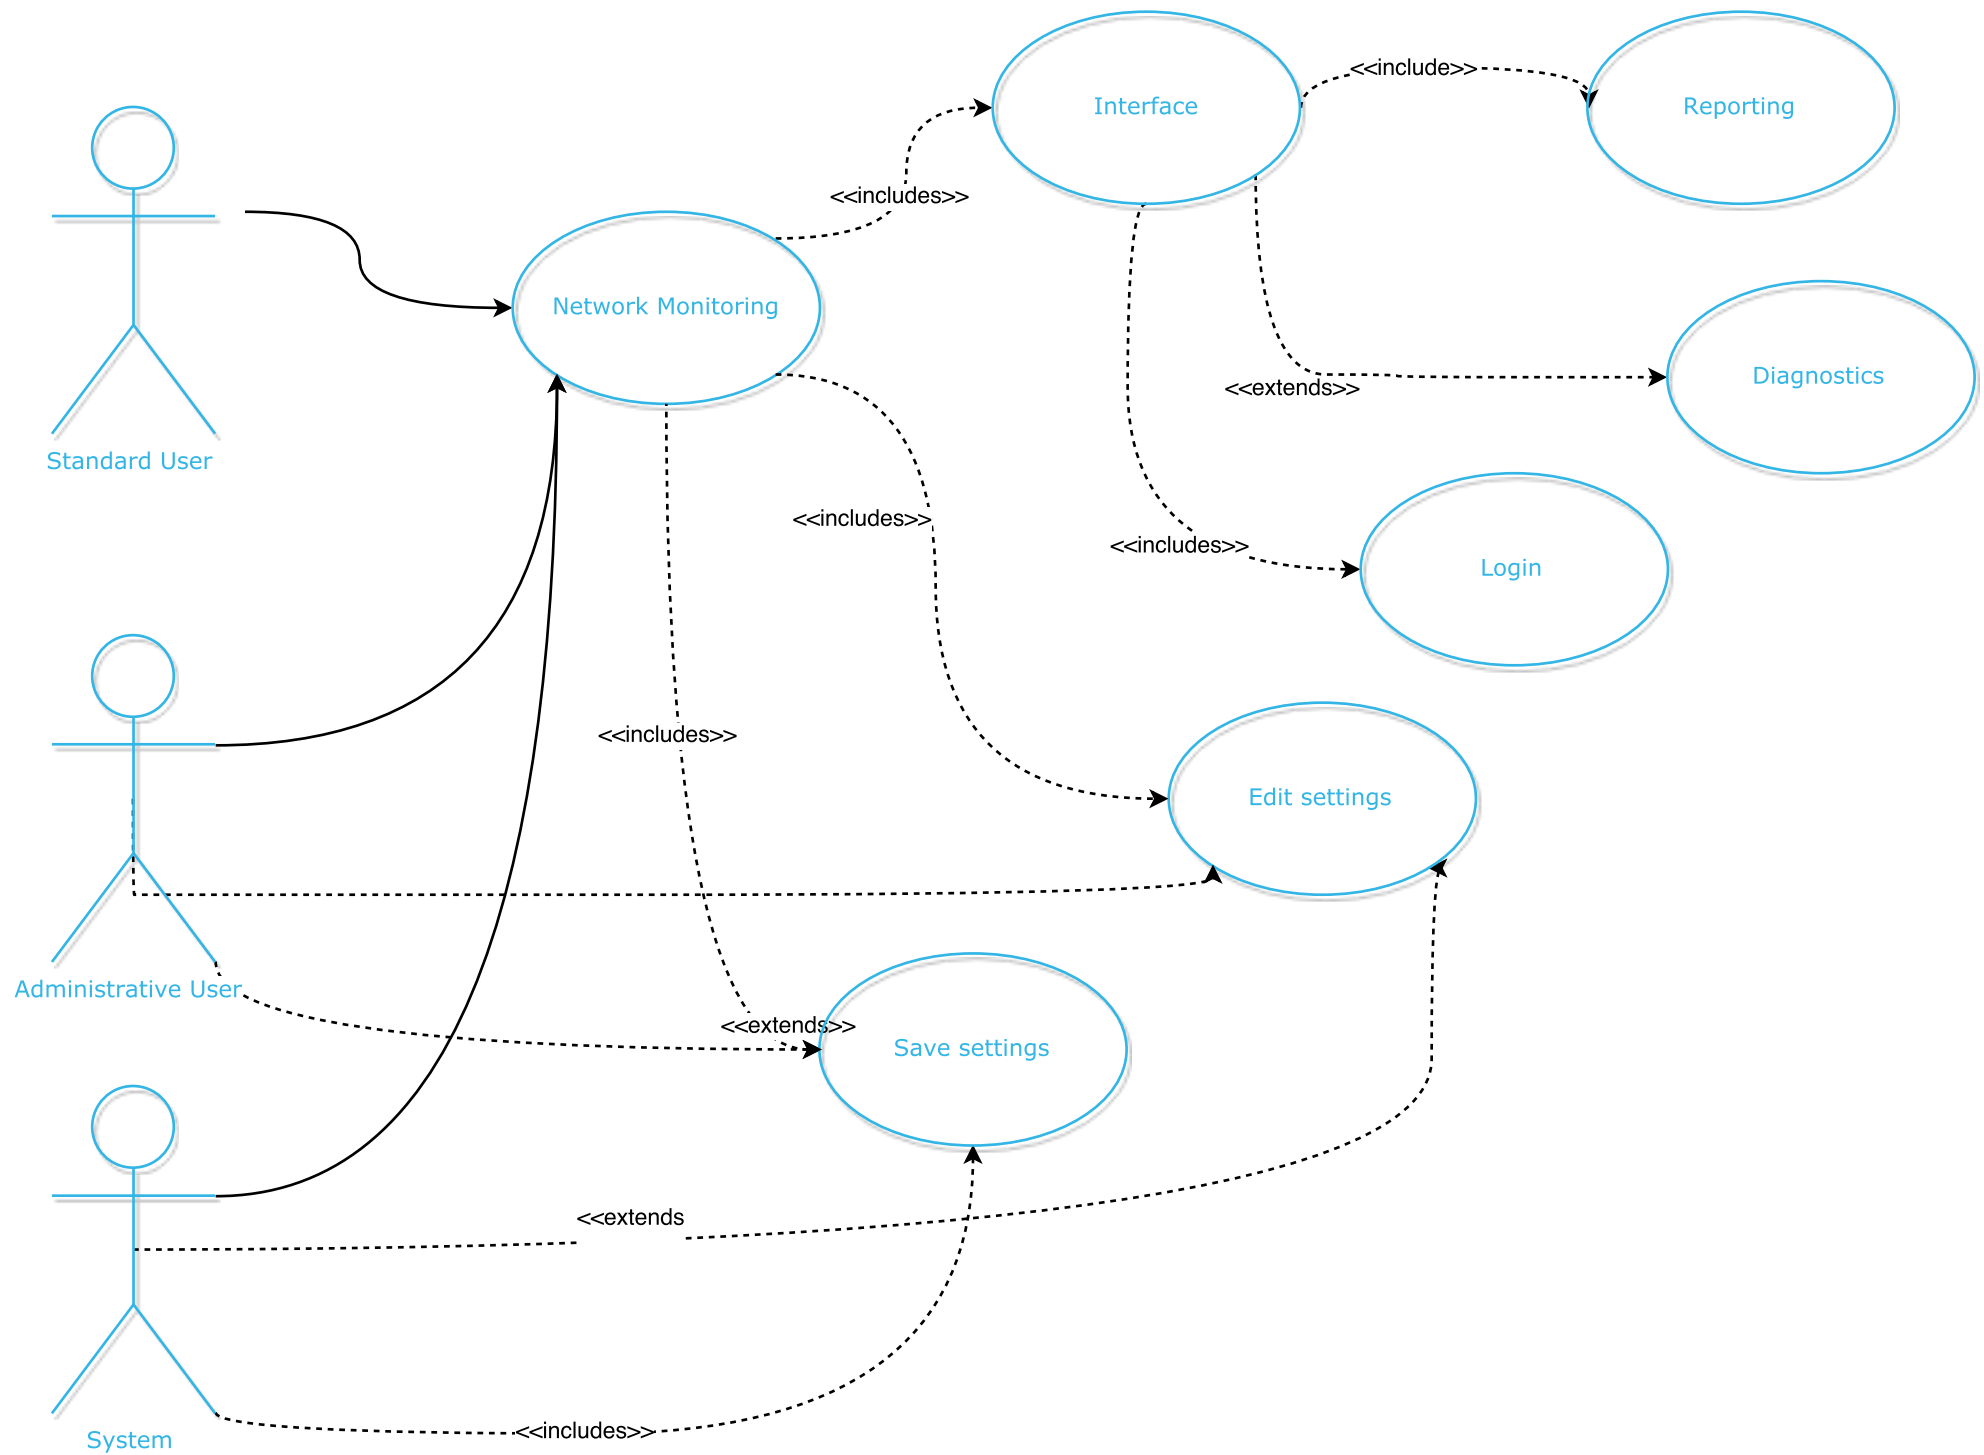 <<include>>
Interface
Reporting
<<includes>>
Network Monitoring
Diagnostics
<<extends>>
Standard User
<<includes>>
<<includes>>
Login
<<includes>>
Edit settings
Administrative User
<<extends>>
Save settings
<<extends
<<includes>>
System